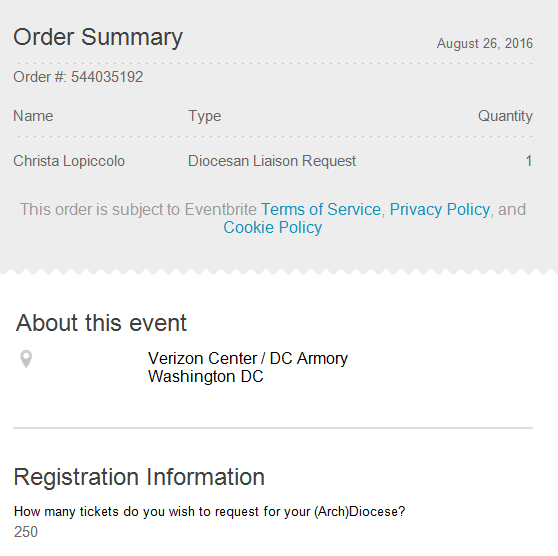 Order Summary
August 26, 2016
Order #: 544035192
Name Type Quantity
Christa Lopiccolo Diocesan Liaison Request 1
This order is subject to Eventbrite Terms of Service, Privacy Policy, and
Cookie Policy
About this event
Verizon Center / DC Armory
Washington DC
Registration Information
How many tickets do you wish to request for your (Arch)Diocese?
250